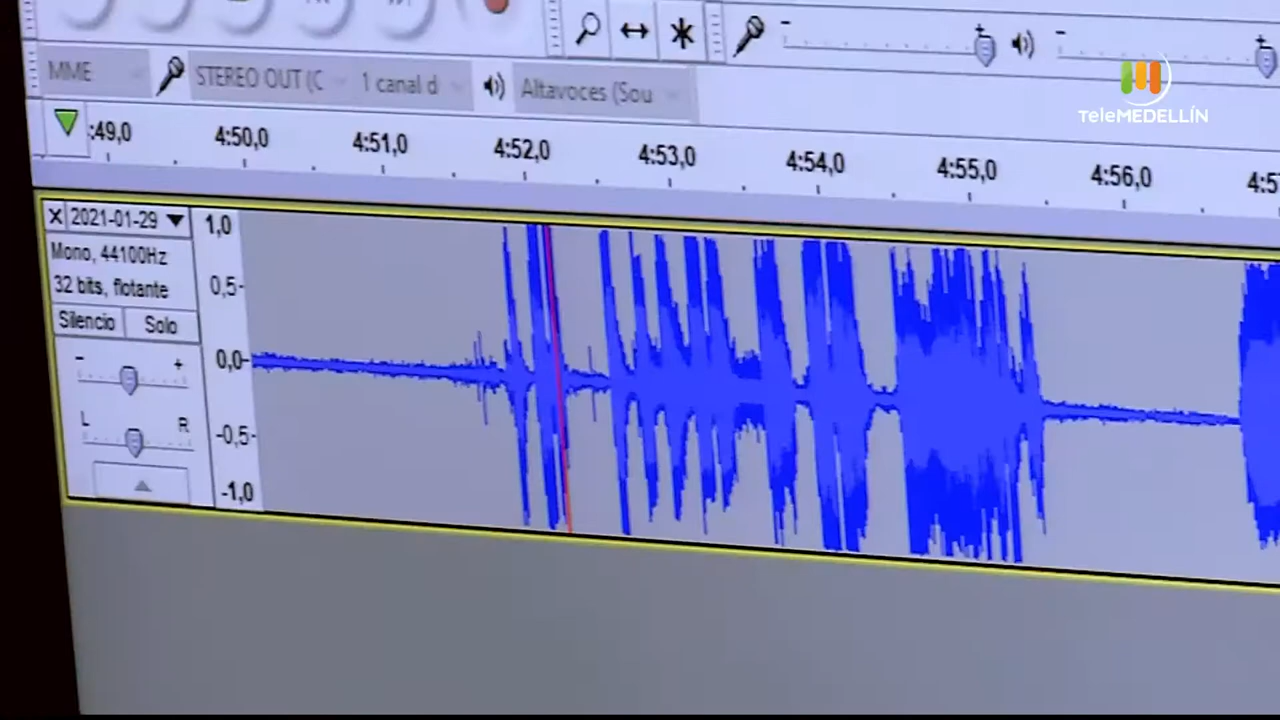 MME
STEREO OUT (C
1 canal d
Altavoces (Sou
TeleMEDELLÍN
:49,0
4:50,0
4:51,0
4:52,0
4:53,0
4:54,0
4:55,0
4:56,0
4:57
X 2021-01-29
Mono, 44100Hz
32 bits, flotante
Silencio
Solo
- +
L R
1,0
0,5-
0,0-
-0,5-
-1,0